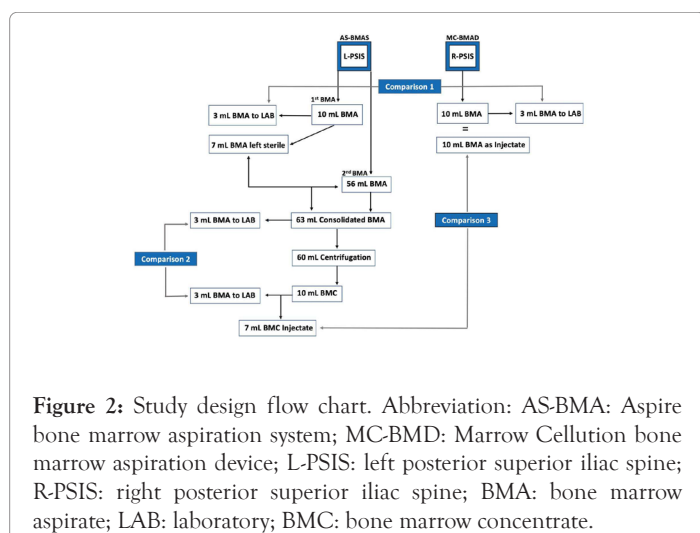 AS-BMAS
MC-BMAD
L-PSIS
R-PSIS
Comparison 1
1st BMA
3 mL BMA to LAB
10 mL BMA
10 mL BMA
3 mL BMA to LAB
=
7 mL BMA left sterile
10 mL BMA as Injectate
2nd BMA
56 mL BMA
3 mL BMA to LAB
63 mL Consolidated BMA
Comparison 3
Comparison 2
60 mL Centrifugation
3 mL BMA to LAB
10 mL BMC
7 mL BMC Injectate
Figure 2: Study design flow chart. Abbreviation: AS-BMA: Aspire
bone marrow aspiration system; MC-BMD: Marrow Cellution bone
marrow aspiration device; L-PSIS: left posterior superior iliac spine;
R-PSIS: right posterior superior iliac spine; BMA: bone marrow
aspirate; LAB: laboratory; BMC: bone marrow concentrate.